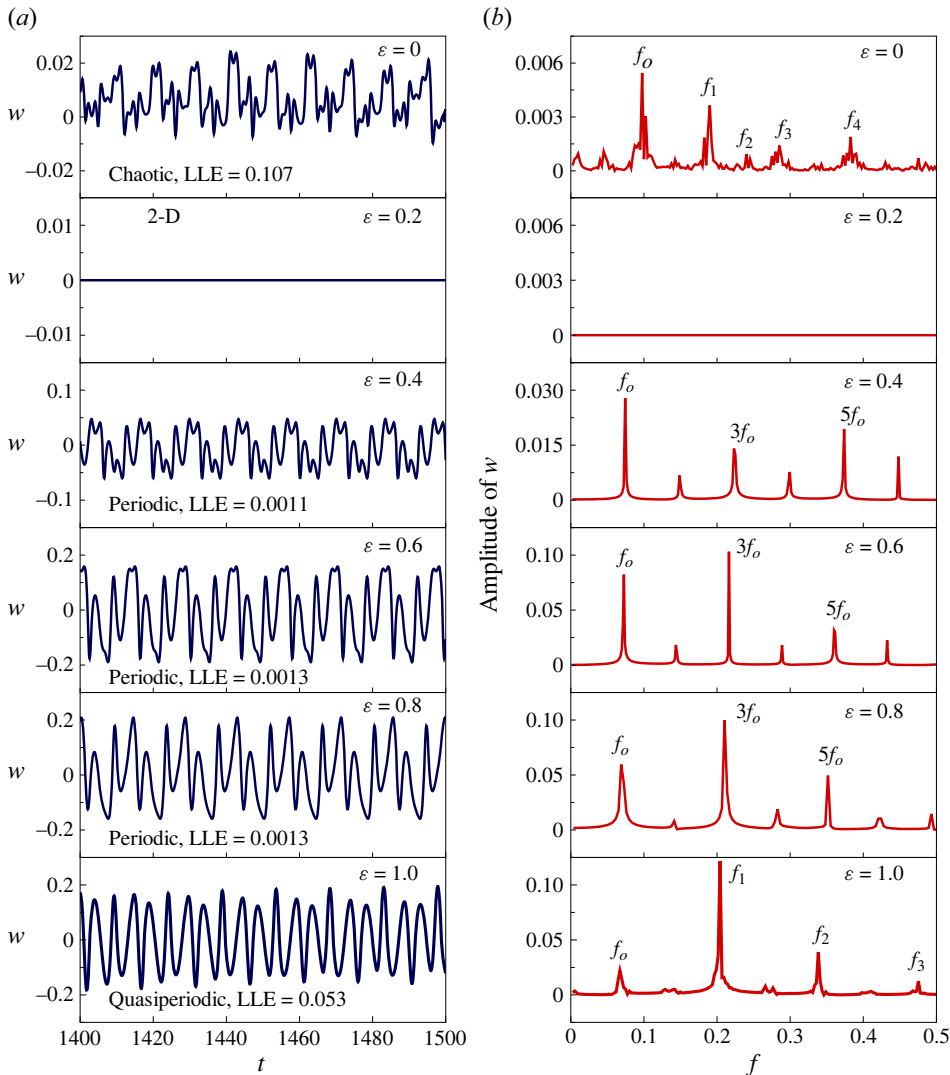 (a) (b)
ε = 0
0.02
w 0
–0.02
Chaotic, LLE = 0.107
ε = 0
0.006
0.003
0
f_o f_1 f_2 f_3 f_4
2-D ε = 0.2
0.01
w 0
–0.01
ε = 0.2
0.006
0.003
0
ε = 0.4
0.1
w 0
–0.1
Periodic, LLE = 0.0011
ε = 0.4
0.030
0.015
0
f_o 3f_o 5f_o
Amplitude of w
ε = 0.6
0.2
w 0
–0.2
Periodic, LLE = 0.0013
ε = 0.6
0.10
0.05
0
f_o 3f_o 5f_o
ε = 0.8
0.2
w 0
–0.2
Periodic, LLE = 0.0013
ε = 0.8
0.10
0.05
0
f_o 3f_o 5f_o
ε = 1.0
0.2
w 0
–0.2
Quasiperiodic, LLE = 0.053
1400 1420 1440 1460 1480 1500
t
ε = 1.0
0.10
0.05
0
f_o f_1 f_2 f_3
0 0.1 0.2 0.3 0.4 0.5
f